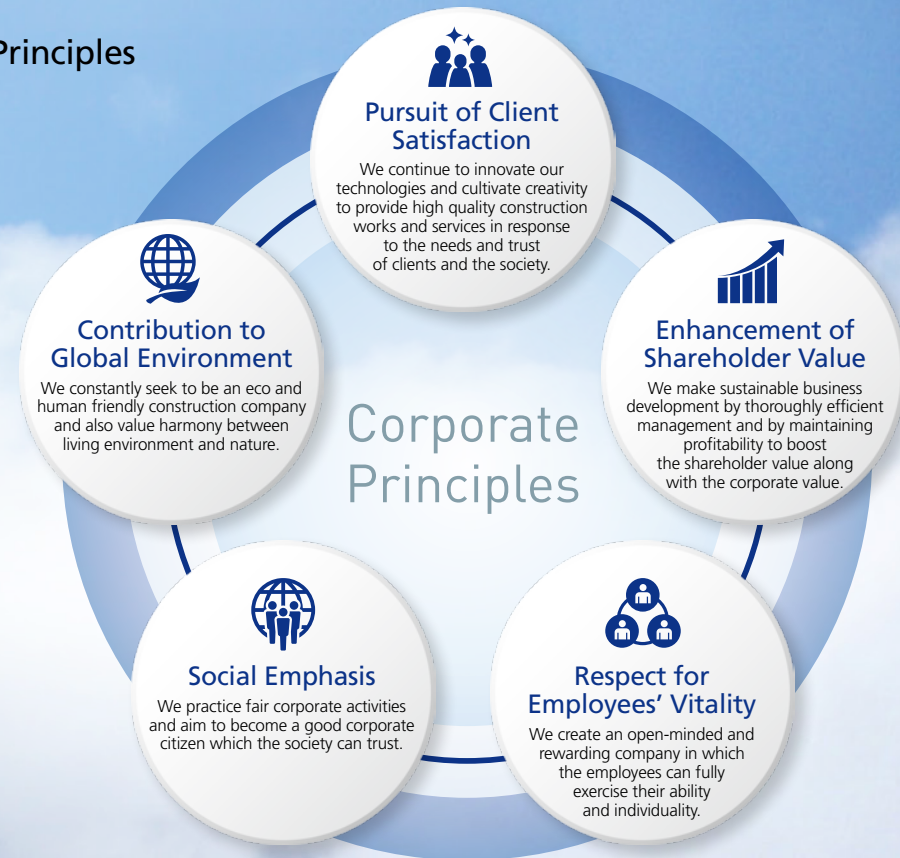 Principles
Pursuit of Client
Satisfaction
We continue to innovate our
technologies and cultivate creativity
to provide high quality construction
works and services in response
to the needs and trust
of clients and the society.
Contribution to
Global Environment
We constantly seek to be an eco and
human friendly construction company
and also value harmony between
living environment and nature.
Enhancement of
Shareholder Value
We make sustainable business
development by thoroughly efficient
management and by maintaining
profitability to boost
the shareholder value along
with the corporate value.
Corporate
Principles
Social Emphasis
We practice fair corporate activities
and aim to become a good corporate
citizen which the society can trust.
Respect for
Employees’ Vitality
We create an open-minded and
rewarding company in which
the employees can fully
exercise their ability
and individuality.